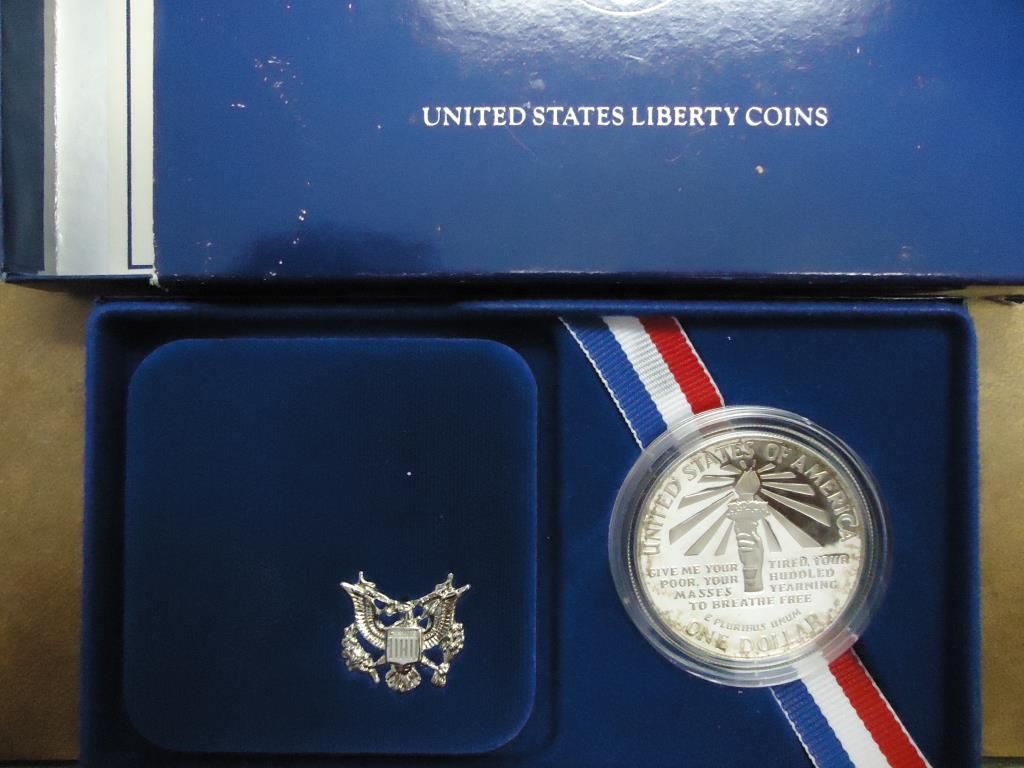 UNITED STATES LIBERTY COINS
UNITED STATES OF AMERICA
GIVE ME YOUR TIRED, YOUR
POOR, YOUR HUDDLED
MASSES YEARNING
TO BREATHE FREE
E PLURIBUS UNUM
ONE DOLLAR